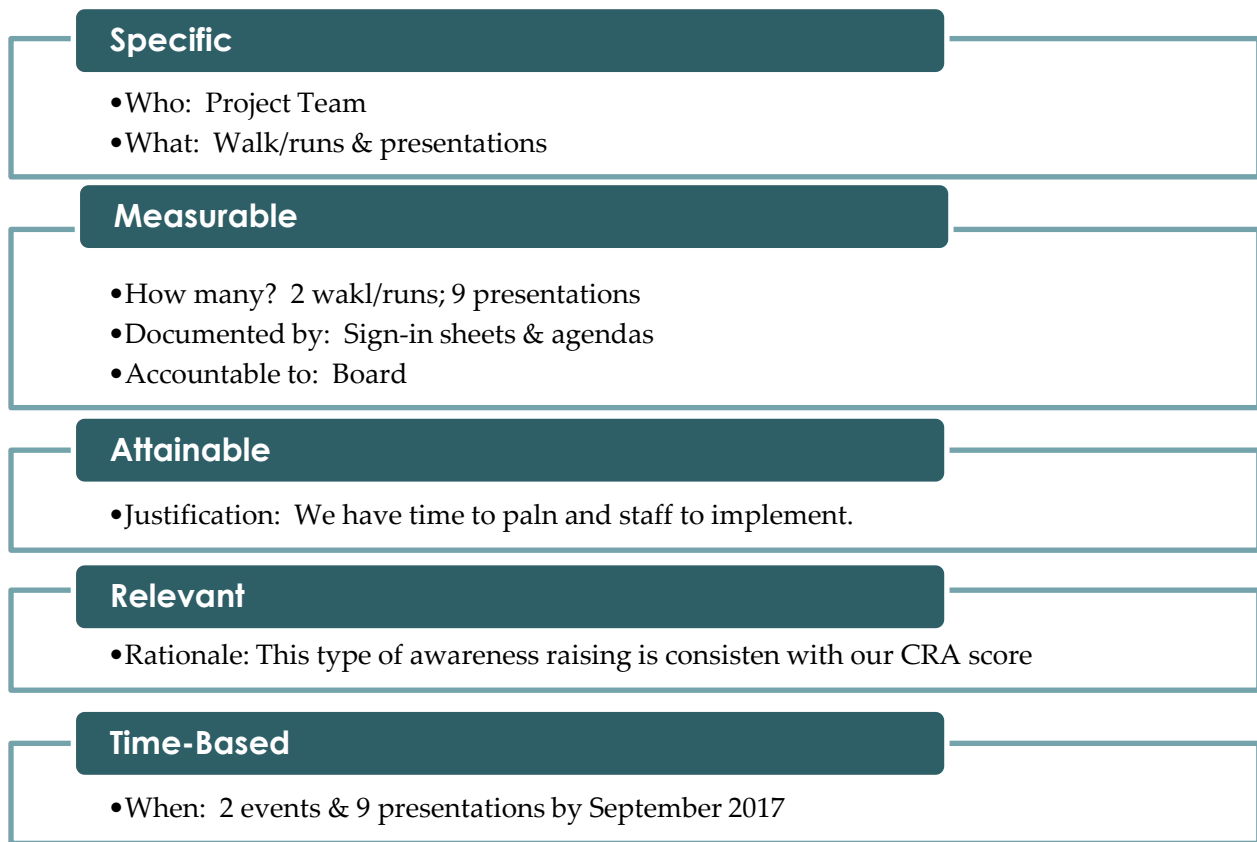 Specific
•Who: Project Team
•What: Walk/runs & presentations
Measurable
•How many? 2 wakl/runs; 9 presentations
•Documented by: Sign-in sheets & agendas
•Accountable to: Board
Attainable
•Justification: We have time to paln and staff to implement.
Relevant
•Rationale: This type of awareness raising is consisten with our CRA score
Time-Based
•When: 2 events & 9 presentations by September 2017